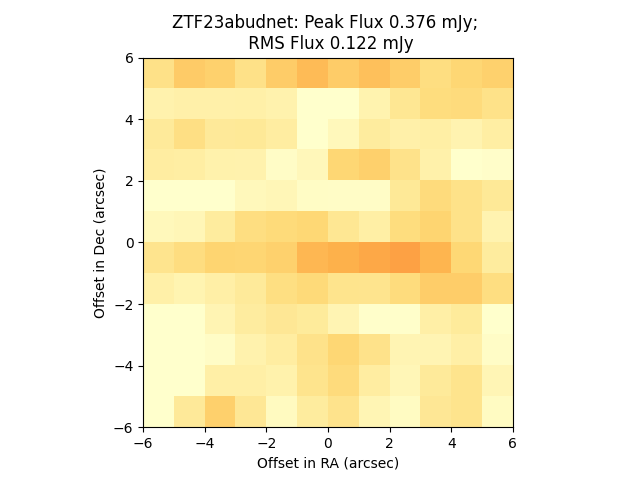 ZTF23abudnet: Peak Flux 0.376 mJy;
RMS Flux 0.122 mJy
6
4
2
0
−2
−4
−6
Offset in Dec (arcsec)
−6 −4 −2 0 2 4 6
Offset in RA (arcsec)